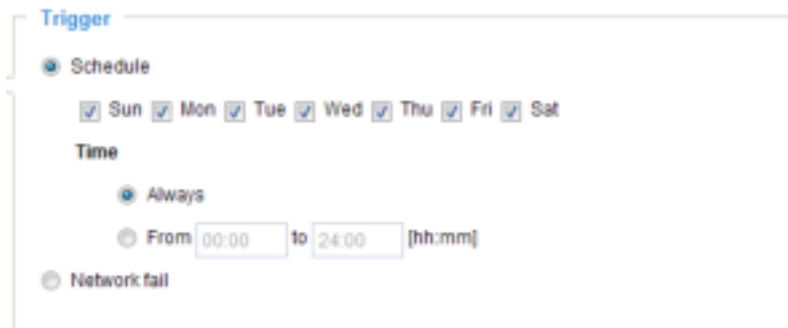 Trigger
Schedule
Sun Mon Tue Wed Thu Fri Sat
Time
Always
From 00:00 to 24:00 [hh:mm]
Network fail